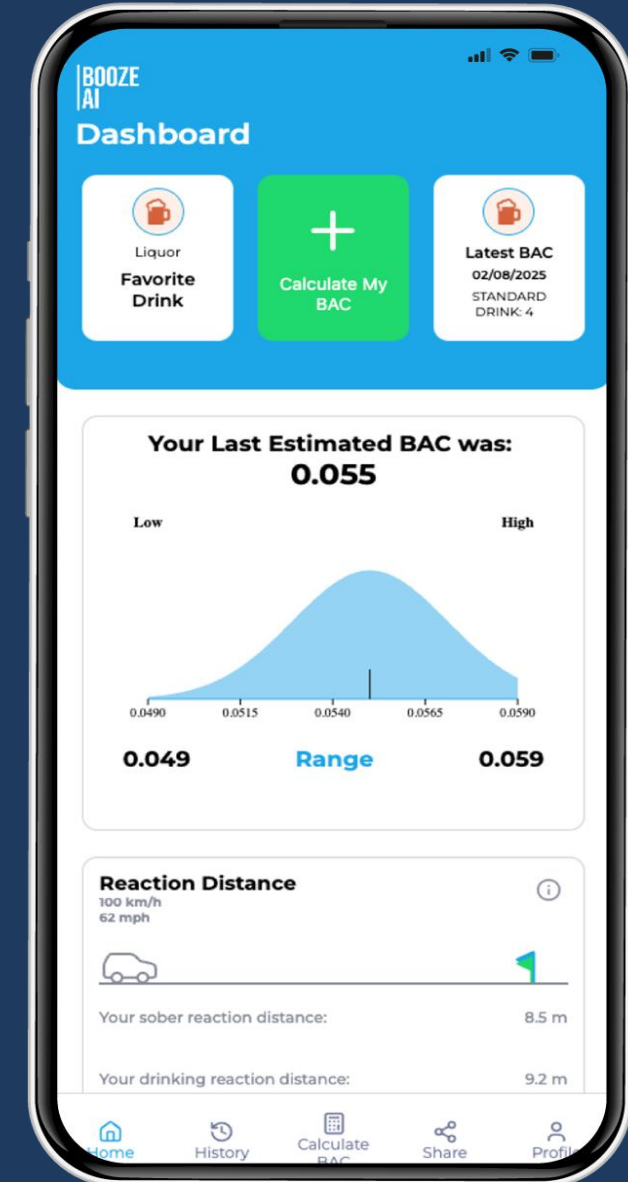 BOOZE
AI
Dashboard
Liquor
Favorite
Drink
Calculate My
BAC
Latest BAC
02/08/2025
STANDARD
DRINK: 4
Your Last Estimated BAC was:
0.055
Low High
0.0490 0.0515 0.0540 0.0565 0.0590
0.049 Range 0.059
Reaction Distance
100 km/h
62 mph
Your sober reaction distance: 8.5 m
Your drinking reaction distance: 9.2 m
Home History Calculate BAC Share Profile